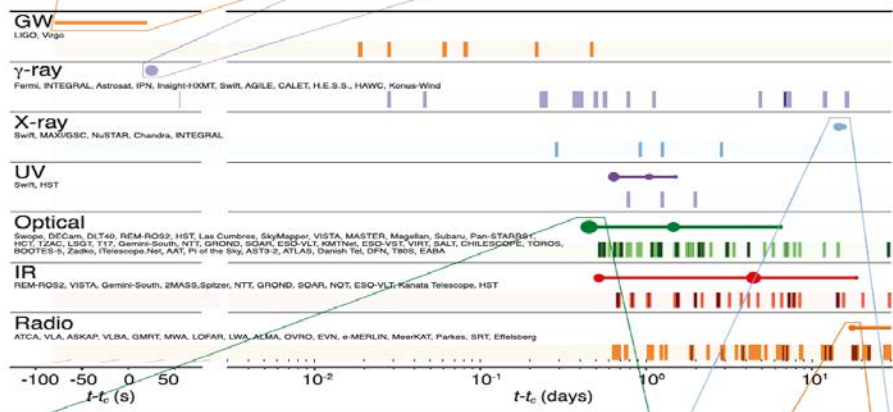 GW
LIGO, Virgo
γ-ray
Fermi, INTEGRAL, Astrosat, IPN, Insight-HXMT, Swift, AGILE, CALET, H.E.S.S., HAWC, Konus-Wind
X-ray
Swift, MAXI/GSC, NuSTAR, Chandra, INTEGRAL
UV
Swift, HST
Optical
Swope, DECam, DLT40, REM-ROS2, HST, Las Cumbres, SkyMapper, VISTA, MASTER, Magellan, Subaru, Pan-STARRS1,
HCT, TZAC, LSGT, T17, Gemini-South, NTT, GROND, SOAR, ESO-VLT, KMTNet, ESO-VST, VIRT, SALT, CHILESCOPE, TOROS,
BOOTES-5, Zadko, iTelescope.Net, AAT, Pi of the Sky, AST3-2, ATLAS, Danish Tel, DFN, T80S, EABA
IR
REM-ROS2, VISTA, Gemini-South, 2MASS,Spitzer, NTT, GROND, SOAR, NOT, ESO-VLT, Kanata Telescope, HST
Radio
ATCA, VLA, ASKAP, VLBA, GMRT, MWA, LOFAR, LWA, ALMA, OVRO, EVN, e-MERLIN, MeerKAT, Parkes, SRT, Effelsberg
-100 -50 0 50 10⁻² 10⁻¹ 10⁰ 10¹
t-tc (s) t-tc (days)